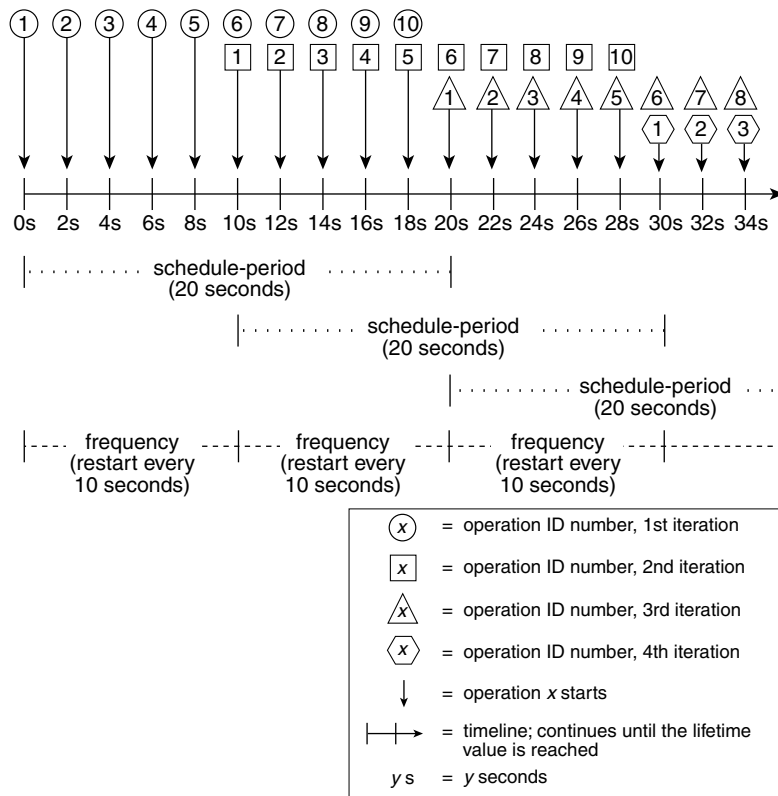 1 2 3 4 5 6 7 8 9 10
1 2 3 4 5 6 7 8 9 10
1 2 3 4 5 6 7 8
1 2 3
0s 2s 4s 6s 8s 10s 12s 14s 16s 18s 20s 22s 24s 26s 28s 30s 32s 34s
schedule-period
(20 seconds)
schedule-period
(20 seconds)
schedule-period
(20 seconds)
frequency
(restart every
10 seconds)
frequency
(restart every
10 seconds)
frequency
(restart every
10 seconds)
x = operation ID number, 1st iteration
x = operation ID number, 2nd iteration
x = operation ID number, 3rd iteration
x = operation ID number, 4th iteration
= operation x starts
= timeline; continues until the lifetime
value is reached
y s = y seconds